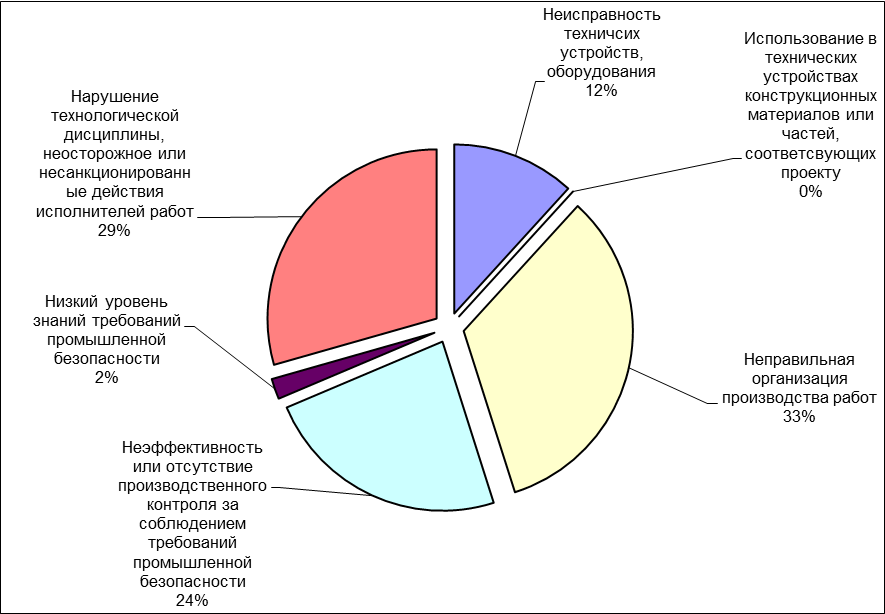 Неисправность
техничсих
устройств,
оборудования
12%
Использование в
технических
устройствах
конструкционных
материалов или
частей,
соответсвующих
проекту
0%
Неправильная
организация
производства работ
33%
Неэффективность
или отсутствие
производственного
контроля за
соблюдением
требований
промышленной
безопасности
24%
Низкий уровень
знаний требований
промышленной
безопасности
2%
Нарушение
технологической
дисциплины,
неосторожное или
несанкционированн
ые действия
исполнителей работ
29%